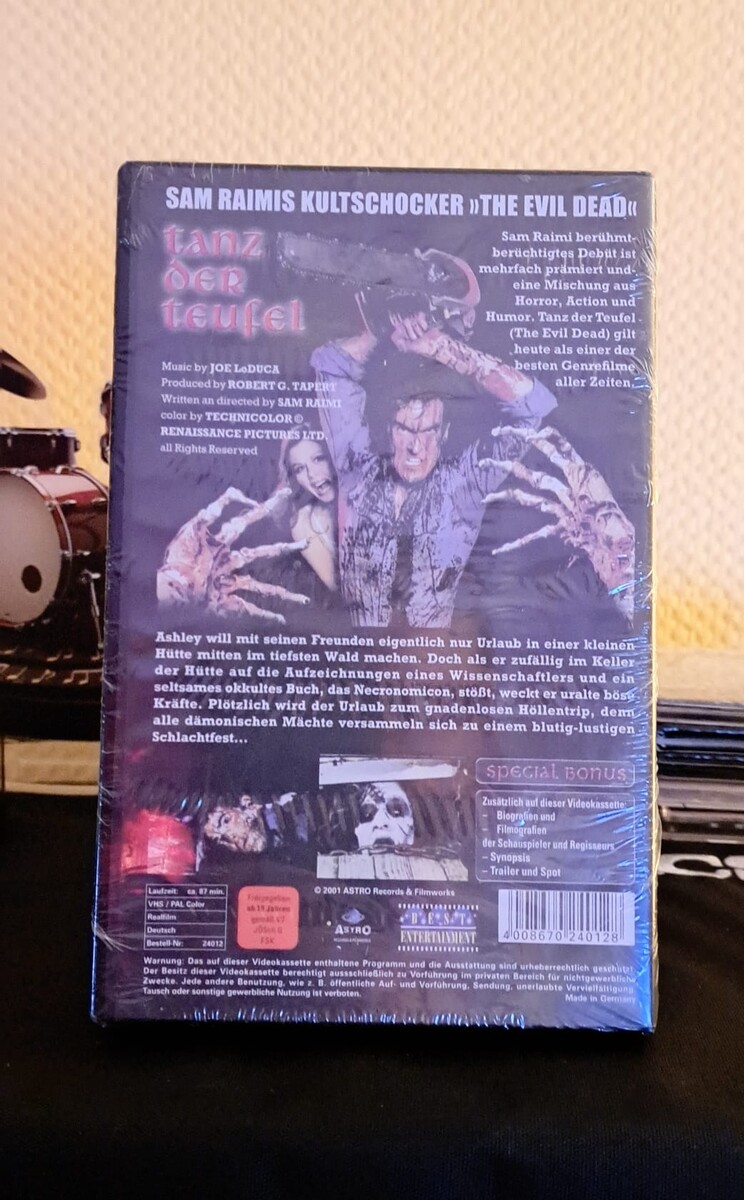 SAM RAIMIS KULTSCHOCKER »THE EVIL DEAD«
tanz
der
teufel
Sam Raimi berühmt-
berüchtigtes Debüt ist
mehrfach prämiert und
eine Mischung aus
Horror, Action und
Humor. Tanz der Teufel
(The Evil Dead) gilt
heute als einer der
besten Genrefilme
aller Zeiten.
Music by JOE LoDUCA
Produced by ROBERT G. TAPERT
Written an directed by SAM RAIMI
color by TECHNICOLOR©
RENAISSANCE PICTURES LTD.
all Rights Reserved
Ashley will mit seinen Freunden eigentlich nur Urlaub in einer kleinen
Hütte mitten im tiefsten Wald machen. Doch als er zufällig im Keller
der Hütte auf die Aufzeichnungen eines Wissenschaftlers und ein
seltsames okkultes Buch, das Necronomicon, stößt, weckt er uralte böse
Kräfte. Plötzlich wird der Urlaub zum gnadenlosen Höllentrip, denn
alle dämonischen Mächte versammeln sich zu einem blutig-lustigen
Schlachtfest...
special bonus
Zusätzlich auf dieser Videokassette:
– Biografien und
– Filmografien
der Schauspieler und Regisseurs
– Synopsis
– Trailer und Spot
Laufzeit: ca. 87 min.
VHS / PAL Color
Realfilm
Deutsch
Bestell-Nr: 24012
Freigegeben
gemäß §7
JÖSchG
FSK
© 2001 ASTRO Records & Filmworks
ASTRO
BEST
ENTERTAINMENT
4 008670 240128
Warnung: Das auf dieser Videokassette enthaltene Programm und die Ausstattung sind urheberrechtlich geschützt.
Der Besitz dieser Videokassette berechtigt ausschließlich zu Vorführung im privaten Bereich für nichtgewerbliche
Zwecke. Jede andere Benutzung, wie z. B. öffentliche Auf- und Vorführung, Sendung, unerlaubte Vervielfältigung,
Tausch oder sonstige gewerbliche Nutzung ist verboten.
Made in Germany